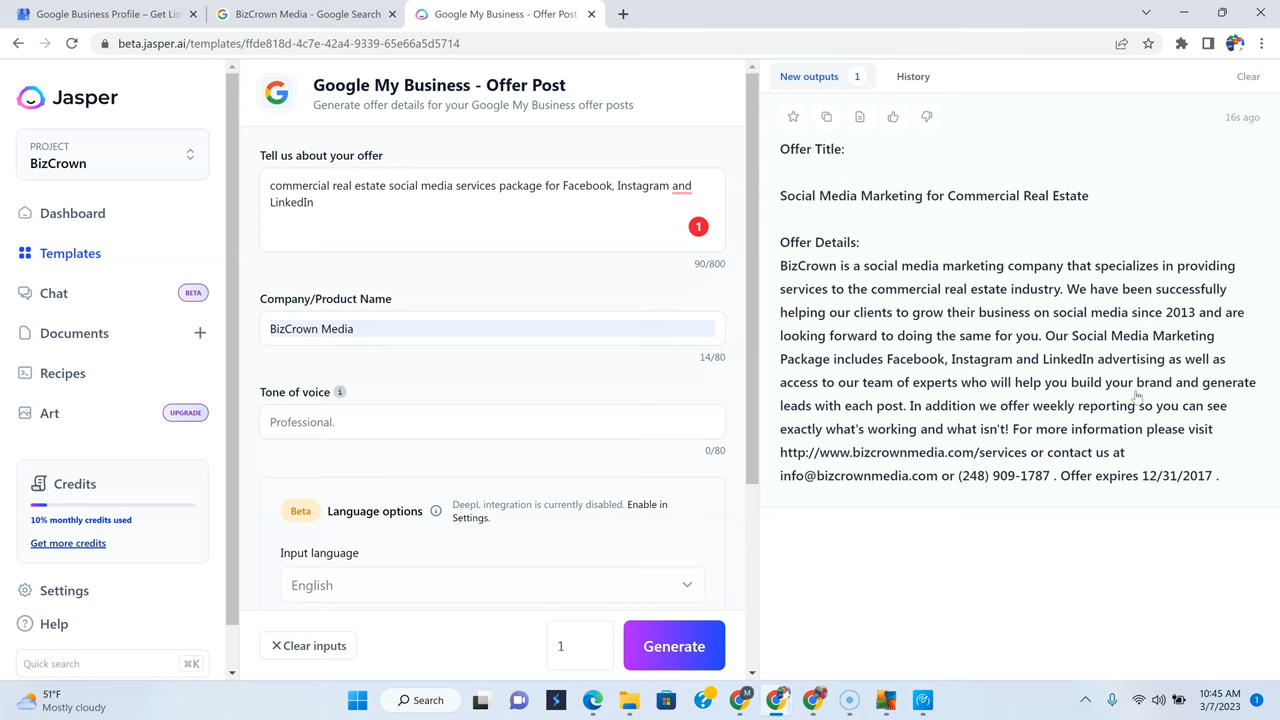 Google Business Profile – Get Lis
BizCrown Media - Google Search
Google My Business - Offer Post
beta.jasper.ai/templates/ffde818d-4c7e-42a4-9339-65e66a5d5714
Jasper
PROJECT
BizCrown
Dashboard
Templates
Chat
BETA
Documents
Recipes
Art
UPGRADE
Credits
10% monthly credits used
Get more credits
Settings
Help
Quick search
⌘K
Google My Business - Offer Post
Generate offer details for your Google My Business offer posts
Tell us about your offer
commercial real estate social media services package for Facebook, Instagram and
LinkedIn
1
90/800
Company/Product Name
BizCrown Media
14/80
Tone of voice
Professional.
0/80
Beta
Language options
DeepL integration is currently disabled. Enable in
Settings.
Input language
English
Clear inputs
1
Generate
New outputs 1
History
Clear
16s ago
Offer Title:
Social Media Marketing for Commercial Real Estate
Offer Details:
BizCrown is a social media marketing company that specializes in providing
services to the commercial real estate industry. We have been successfully
helping our clients to grow their business on social media since 2013 and are
looking forward to doing the same for you. Our Social Media Marketing
Package includes Facebook, Instagram and LinkedIn advertising as well as
access to our team of experts who will help you build your brand and generate
leads with each post. In addition we offer weekly reporting so you can see
exactly what's working and what isn't! For more information please visit
http://www.bizcrownmedia.com/services or contact us at
info@bizcrownmedia.com or (248) 909-1787 . Offer expires 12/31/2017 .
51°F
Mostly cloudy
Search
M
10:45 AM
3/7/2023
1